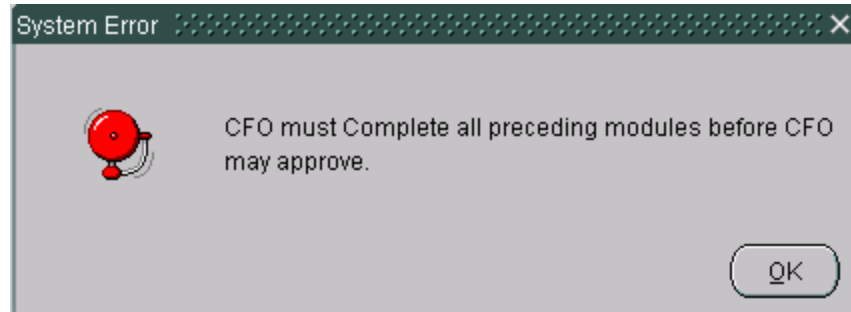 System Error
CFO must Complete all preceding modules before CFO
may approve.
OK